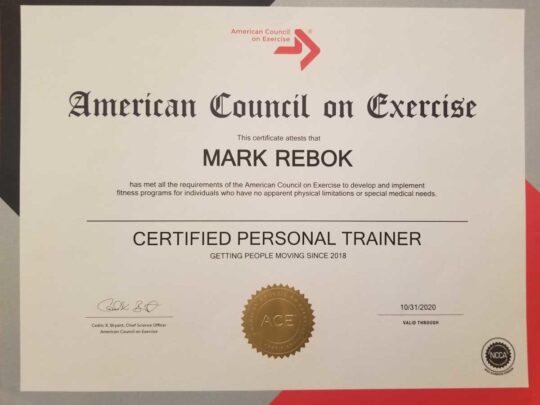 American Council
on Exercise
American Council on Exercise
This certificate attests that
MARK REBOK
has met all the requirements of the American Council on Exercise to develop and implement
fitness programs for individuals who have no apparent physical limitations or special medical needs.
CERTIFIED PERSONAL TRAINER
GETTING PEOPLE MOVING SINCE 2018
10/31/2020
VALID THROUGH
Cedric X. Bryant, Chief Science Officer
American Council on Exercise
ACE
NCCA